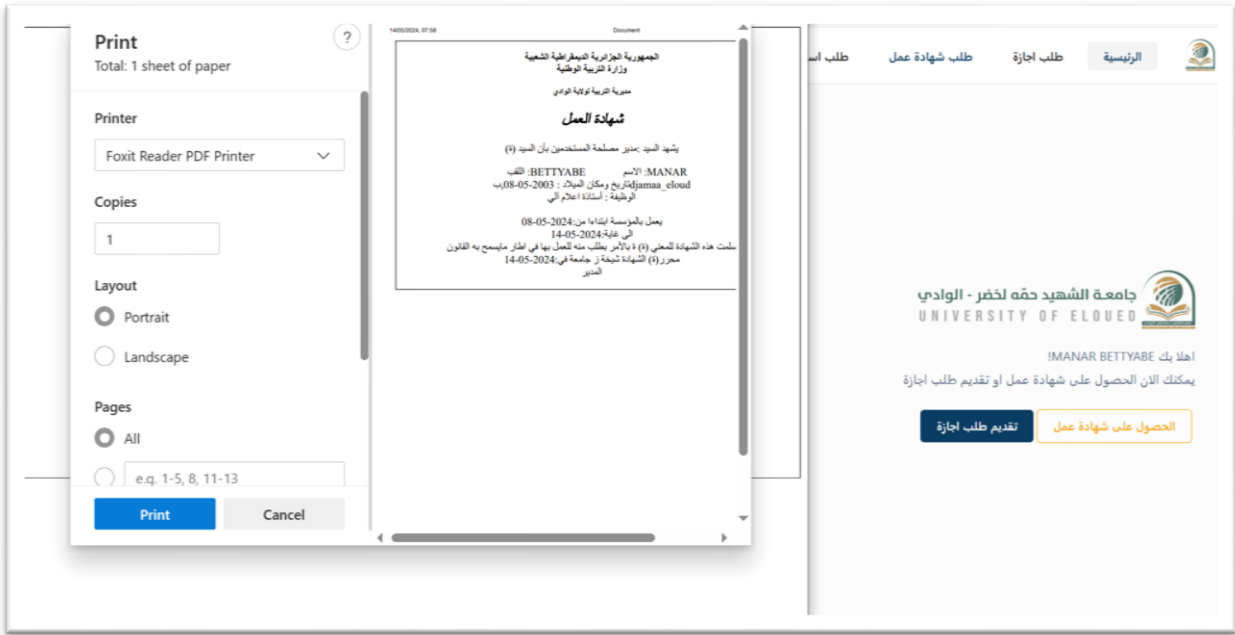 Print
Total: 1 sheet of paper
?
Printer
Foxit Reader PDF Printer
Copies
1
Layout
Portrait
Landscape
Pages
All
e.g. 1-5, 8, 11-13
Print Cancel
14/05/2024, 07:58 Document
الجمهورية الجزائرية الديمقراطية الشعبية
وزارة التربية الوطنية
مديرية التربية لولاية الوادي
شهادة العمل
يشهد السيد :مدير مصلحة المستخدمين بأن السيد (ة)
MANAR: الاسم BETTYABE: اللقب
djamaa_eloudتاريخ ومكان الميلاد : 2003-05-08,ب
الوظيفة : أستاذة اعلام آلي
يعمل بالمؤسسة ابتداءا من:2024-05-08
الى غاية:2024-05-14
سلمت هذه الشهادة للمعني (ة) ة بالأمر بطلب منه للعمل بها في اطار مايسمح به القانون
محرر(ة) الشهادة شيخة ز جامعة في:2024-05-14
المدير
الرئيسية طلب اجازة طلب شهادة عمل طلب اس
جامعة الشهيد حمّه لخضر - الوادي
UNIVERSITY OF ELOUED
اهلا بك MANAR BETTYABE!
يمكنك الان الحصول على شهادة عمل او تقديم طلب اجازة
الحصول على شهادة عمل تقديم طلب اجازة